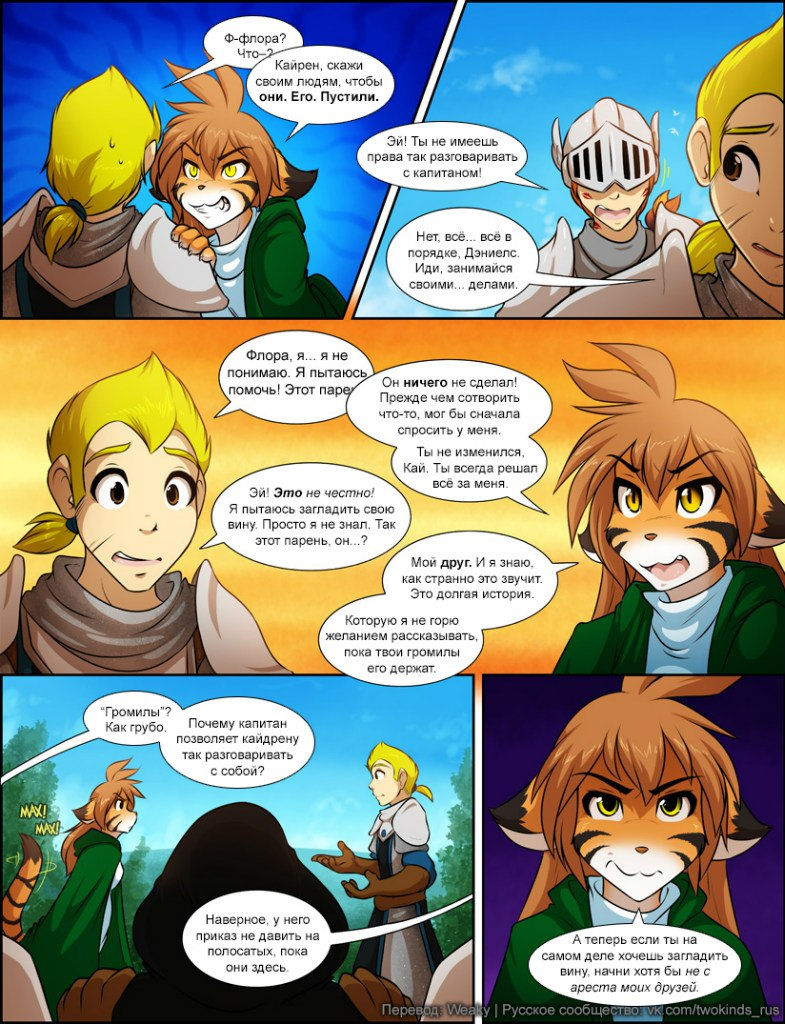 Ф-флора?
Что–?
Кайрен, скажи
своим людям, чтобы
они. Его. Пустили.
Эй! Ты не имеешь
права так разговаривать
с капитаном!
Нет, всё... всё в
порядке, Дэниелс.
Иди, занимайся
своими... делами.
Флора, я... я не
понимаю. Я пытаюсь
помочь! Этот парень
Он ничего не сделал!
Прежде чем сотворить
что-то, мог бы сначала
спросить у меня.
Ты не изменился,
Кай. Ты всегда решал
всё за меня.
Эй! Это не честно!
Я пытаюсь загладить свою
вину. Просто я не знал. Так
этот парень, он...?
Мой друг. И я знаю,
как странно это звучит.
Это долгая история.
Которую я не горю
желанием рассказывать,
пока твои громилы
его держат.
“Громилы”?
Как грубо.
Почему капитан
позволяет кайдрену
так разговаривать
с собой?
МАХ!
МАХ!
Наверное, у него
приказ не давить на
полосатых, пока
они здесь.
А теперь если ты на
самом деле хочешь загладить
вину, начни хотя бы не с
ареста моих друзей.
Перевод: Weaky | Русское сообщество: vk.com/twokinds_rus